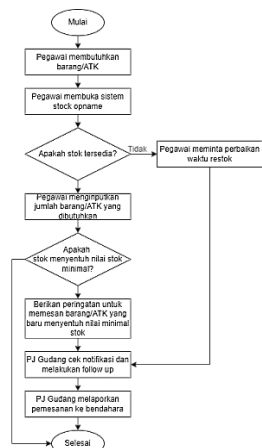 Mulai
Pegawai membutuhkan
barang/ATK
Pegawai membuka sistem
stock opname
Apakah stok tersedia?
Tidak
Pegawai meminta perbaikan
waktu restok
Pegawai menginputkan
jumlah barang/ATK yang
dibutuhkan
Apakah
stok menyentuh nilai stok
minimal?
Berikan peringatan untuk
memesan barang/ATK yang
baru menyentuh nilai minimal
stok
PJ Gudang cek notifikasi dan
melakukan follow up
PJ Gudang melaporkan
pemesanan ke bendahara
Selesai